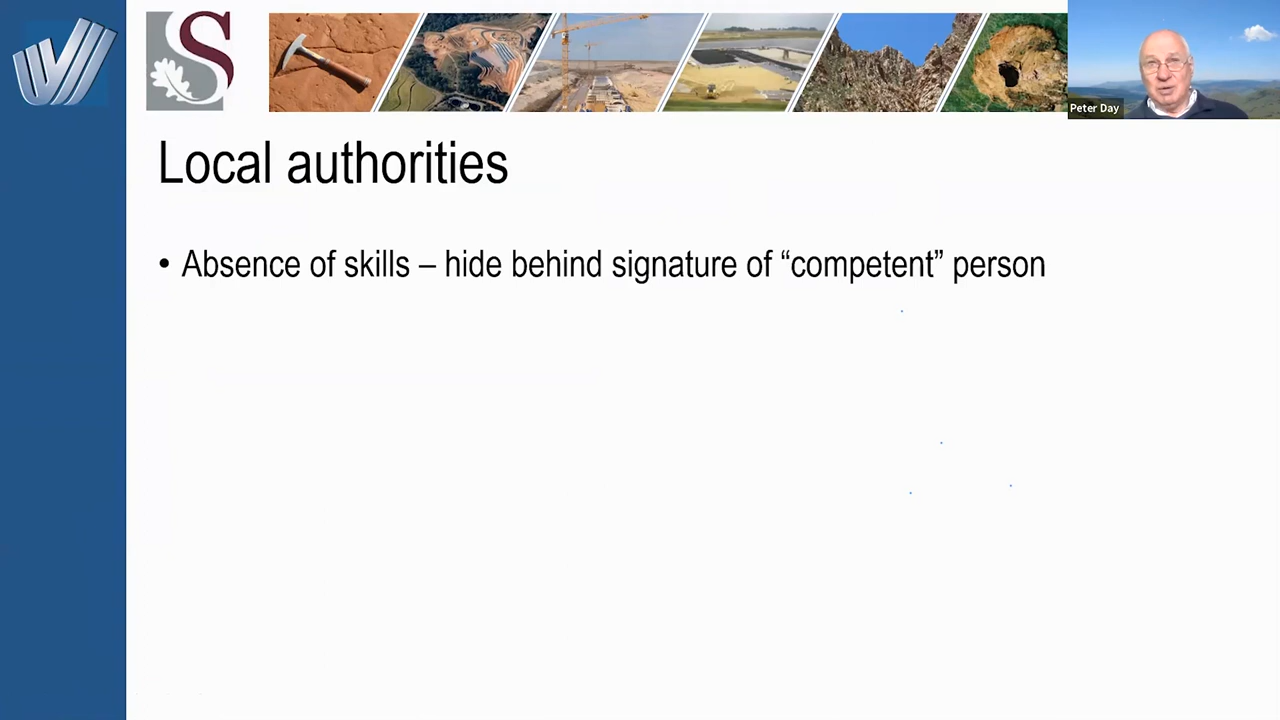 S
Peter Day
Local authorities
• Absence of skills – hide behind signature of “competent” person